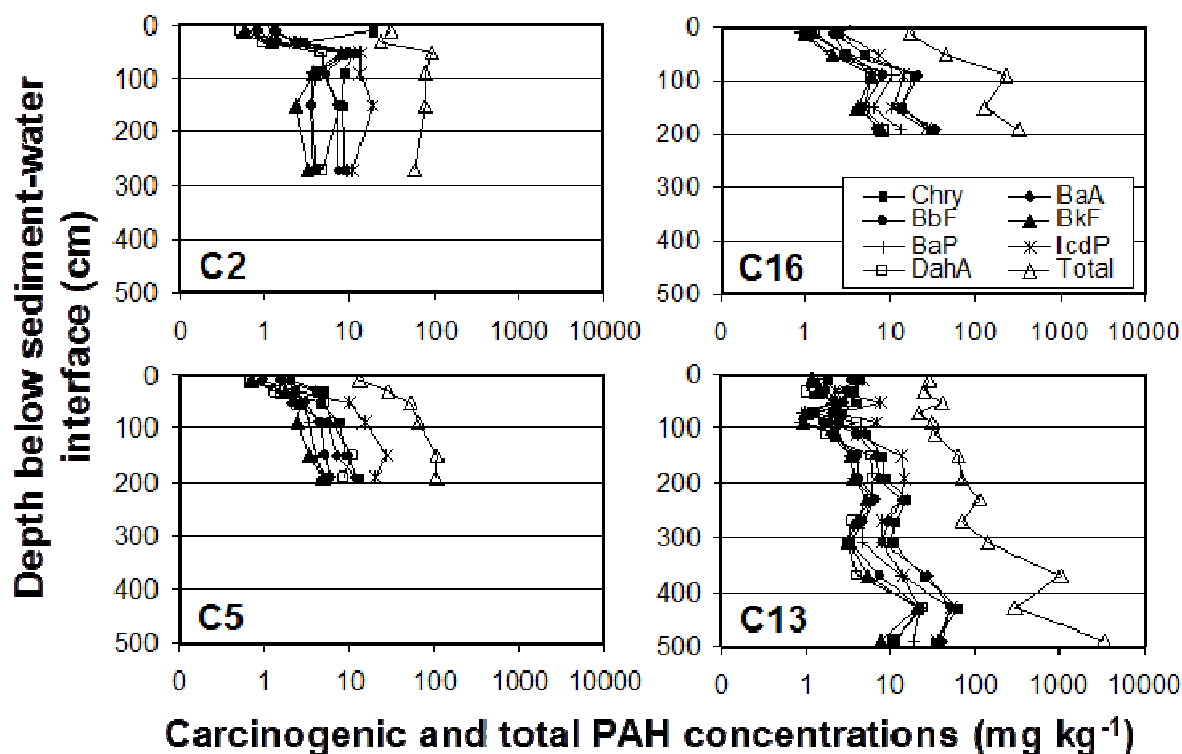 Depth below sediment-water
interface (cm)
0
100
200
300
400
500
C2
0 1 10 100 1000 10000
0
100
200
300
400
500
Chry BaA
BbF BkF
BaP IcdP
DahA Total
C16
0 1 10 100 1000 10000
0
100
200
300
400
500
C5
0 1 10 100 1000 10000
0
100
200
300
400
500
C13
0 1 10 100 1000 10000
Carcinogenic and total PAH concentrations (mg kg⁻¹)